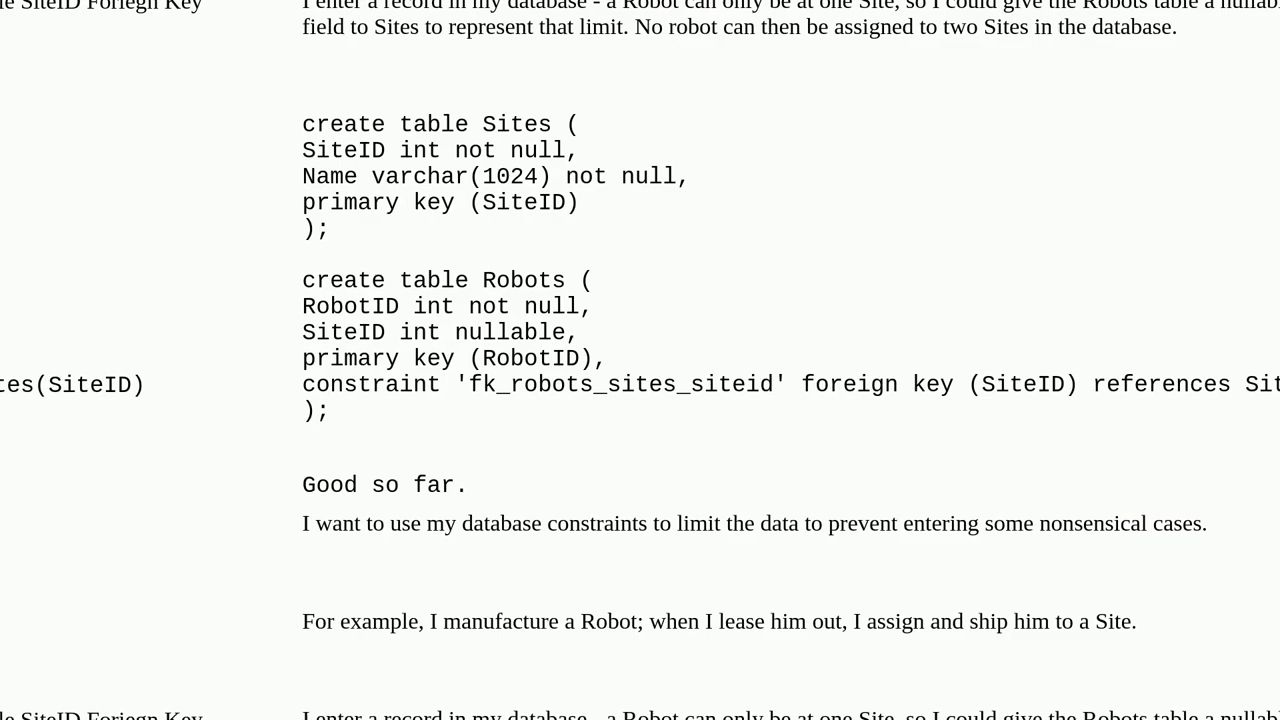 le SiteID Foriegn Key
I enter a record in my database - a Robot can only be at one Site, so I could give the Robots table a
field to Sites to represent that limit. No robot can then be assigned to two Sites in the database.
create table Sites (
SiteID int not null,
Name varchar(1024) not null,
primary key (SiteID)
);
create table Robots (
RobotID int not null,
SiteID int nullable,
primary key (RobotID),
tes(SiteID)
constraint 'fk_robots_sites_siteid' foreign key (SiteID) references Sit
);
Good so far.
I want to use my database constraints to limit the data to prevent entering some nonsensical cases.
For example, I manufacture a Robot; when I lease him out, I assign and ship him to a Site.
le SiteID Foriegn Key
I enter a record in my database - a Robot can only be at one Site, so I could give the Robots table a